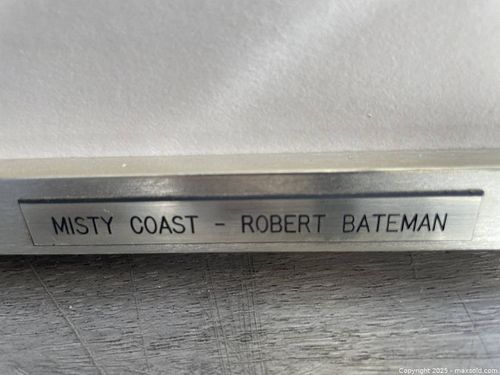 MISTY COAST - ROBERT BATEMAN
Copyright 2025 - maxsold.com